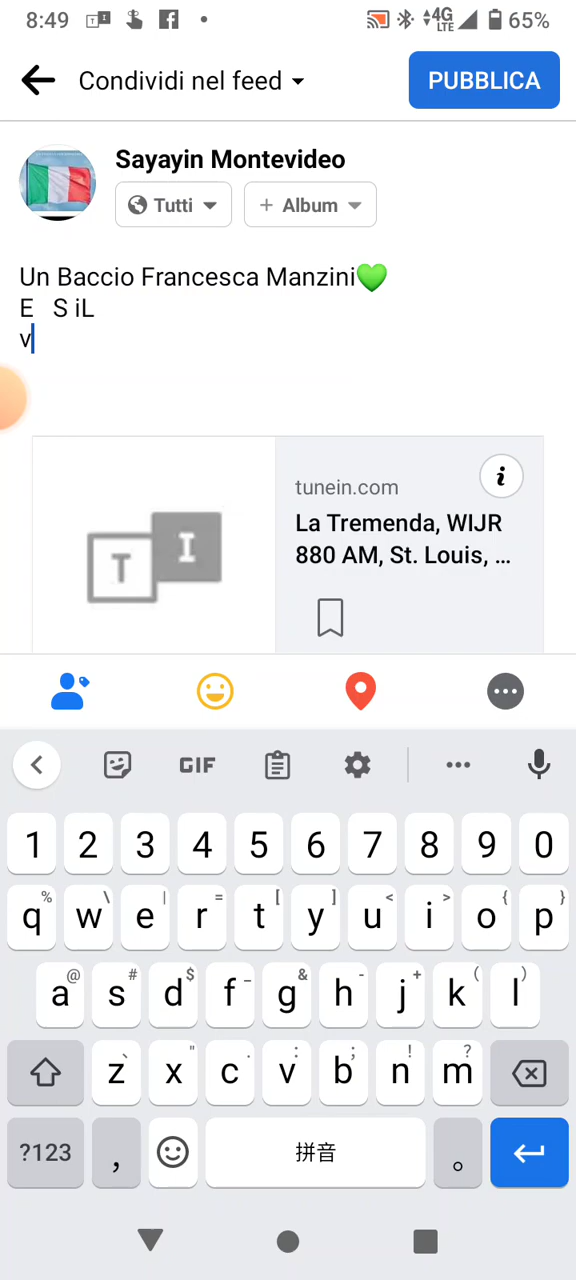 8:49 4G LTE 65%
Condividi nel feed PUBBLICA
Sayayin Montevideo
Tutti + Album
Un Baccio Francesca Manzini💚
E S iL
v
tunein.com i
La Tremenda, WIJR
880 AM, St. Louis, ...
T I
GIF
1 2 3 4 5 6 7 8 9 0
% \ | = [ ] < > { }
q w e r t y u i o p
@ # $ - & - + ( )
a s d f g h j k l
` " ' : ; ! ?
z x c v b n m
?123 , 拼音 。